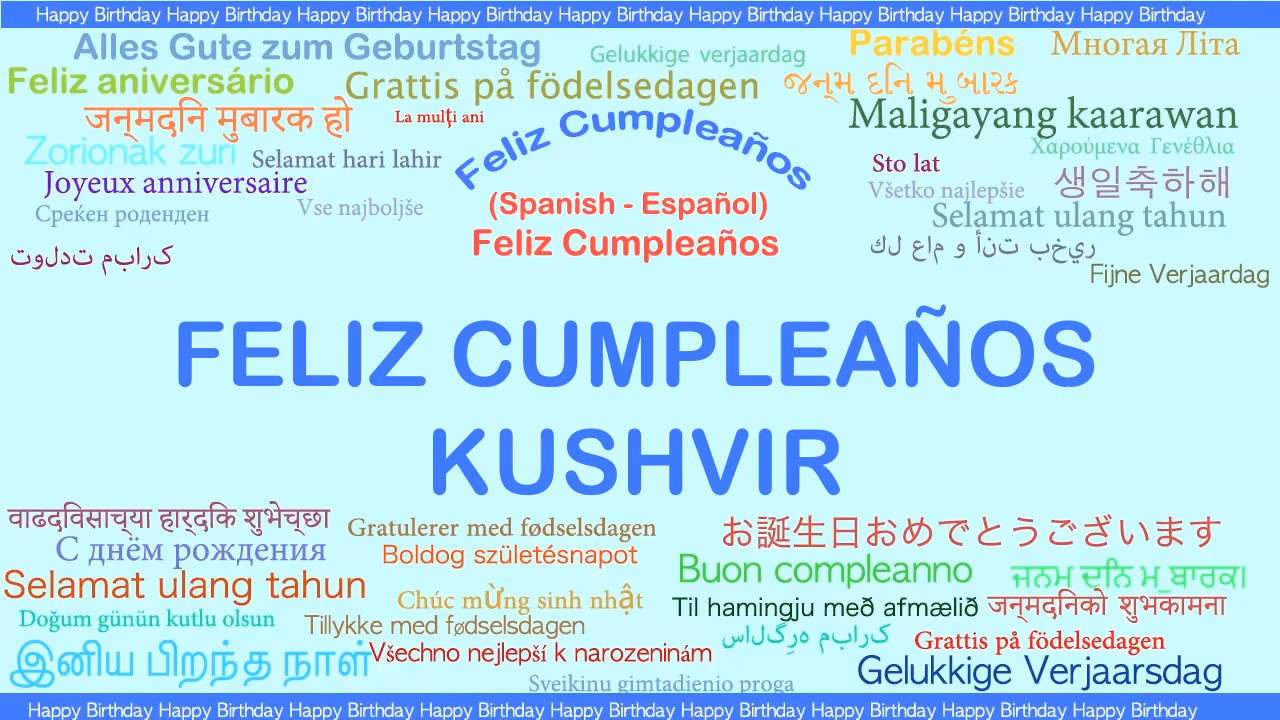 Happy Birthday Happy Birthday Happy Birthday Happy Birthday Happy Birthday Happy Birthday Happy Birthday Happy Birthday Happy Birthday
Alles Gute zum Geburtstag
Gelukkige verjaardag
Parabéns
Многая Літа
Feliz aniversário
Grattis på födelsedagen
જન્મ દિન મુબારક
जन्मदिन मुबारक हो
La mulţi ani
Feliz Cumpleaños
Maligayang kaarawan
Zorionak zuri
Selamat hari lahir
Χαρούμενα Γενέθλια
Sto lat
Joyeux anniversaire
(Spanish - Español)
Všetko najlepšie
생일축하해
Среќен роденден
Vse najboljše
Selamat ulang tahun
Feliz Cumpleaños
تولدت مبارک
كل عام و أنت بخير
Fijne Verjaardag
FELIZ CUMPLEAÑOS
KUSHVIR
वाढदिवसाच्या हार्दिक शुभेच्छा
Gratulerer med fødselsdagen
お誕生日おめでとうございます
С днём рождения
Boldog születésnapot
Buon compleanno
ਜਨਮ ਦਿਨ ਮੁਬਾਰਕ।
Selamat ulang tahun
Chúc mừng sinh nhật
Til hamingju með afmælið
जन्मदिनको शुभकामना
Doğum günün kutlu olsun
Tillykke med fødselsdagen
سالگرہ مبارک
Grattis på födelsedagen
இனிய பிறந்த நாள்
Všechno nejlepší k narozeninám
Gelukkige Verjaarsdag
Sveikinu gimtadienio proga
Happy Birthday Happy Birthday Happy Birthday Happy Birthday Happy Birthday Happy Birthday Happy Birthday Happy Birthday Happy Birthday